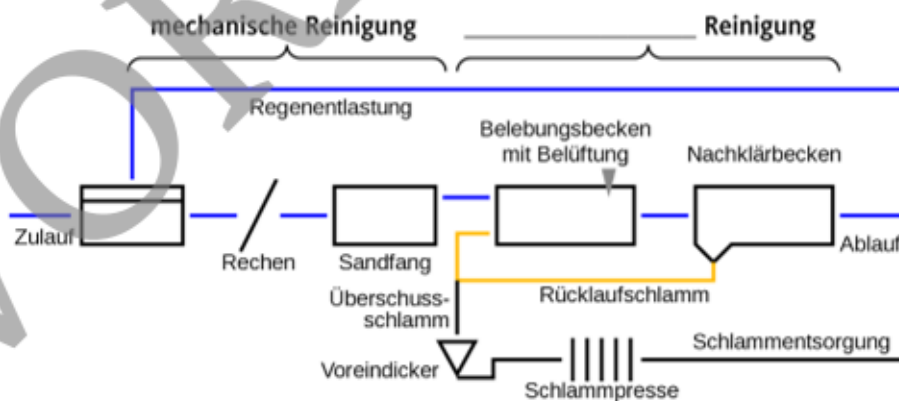 mechanische Reinigung
Reinigung
Regenentlastung
Belebungsbecken
mit Belüftung
Nachklärbecken
Zulauf
Rechen
Sandfang
Ablauf
Überschuss-
schlamm
Rücklaufschlamm
Voreindicker
Schlammentsorgung
Schlammpresse